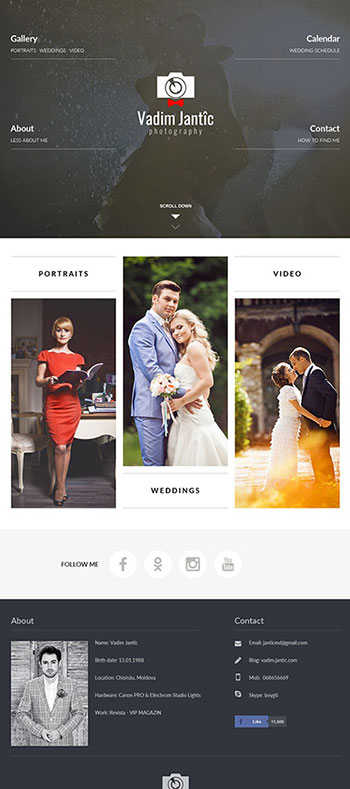 Gallery
PORTRAITS WEDDINGS VIDEO
Calendar
WEDDING SCHEDULE
Vadim Jantîc
photography
About
LESS ABOUT ME
Contact
HOW TO FIND ME
SCROLL DOWN
PORTRAITS
VIDEO
WEDDINGS
FOLLOW ME
You
Tube
About
Name: Vadim Jantîc
Birth date: 13.01.1988
Location: Chișinău, Moldova
Hardware: Canon PRO & Elinchrom Studio Lights
Work: Revista - VIP MAGAZIN
Contact
Email: janticmd@gmail.com
Blog: vadim.jantic.com
Mob: 068656669
Skype: boygti
Like 11,000